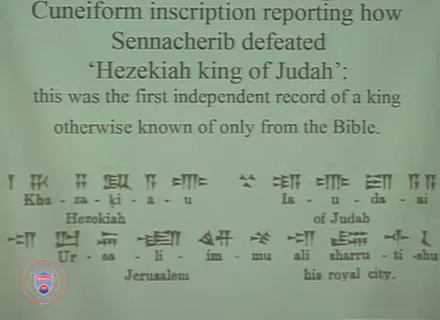 Cuneiform inscription reporting how
Sennacherib defeated
‘Hezekiah king of Judah’:
this was the first independent record of a king
otherwise known of only from the Bible.
Kha - za - ḳi - a - u Ia - u - da - ai
Hezekiah of Judah
Ur - sa - li - im - mu ali sharru - ti -shu
Jerusalem his royal city.